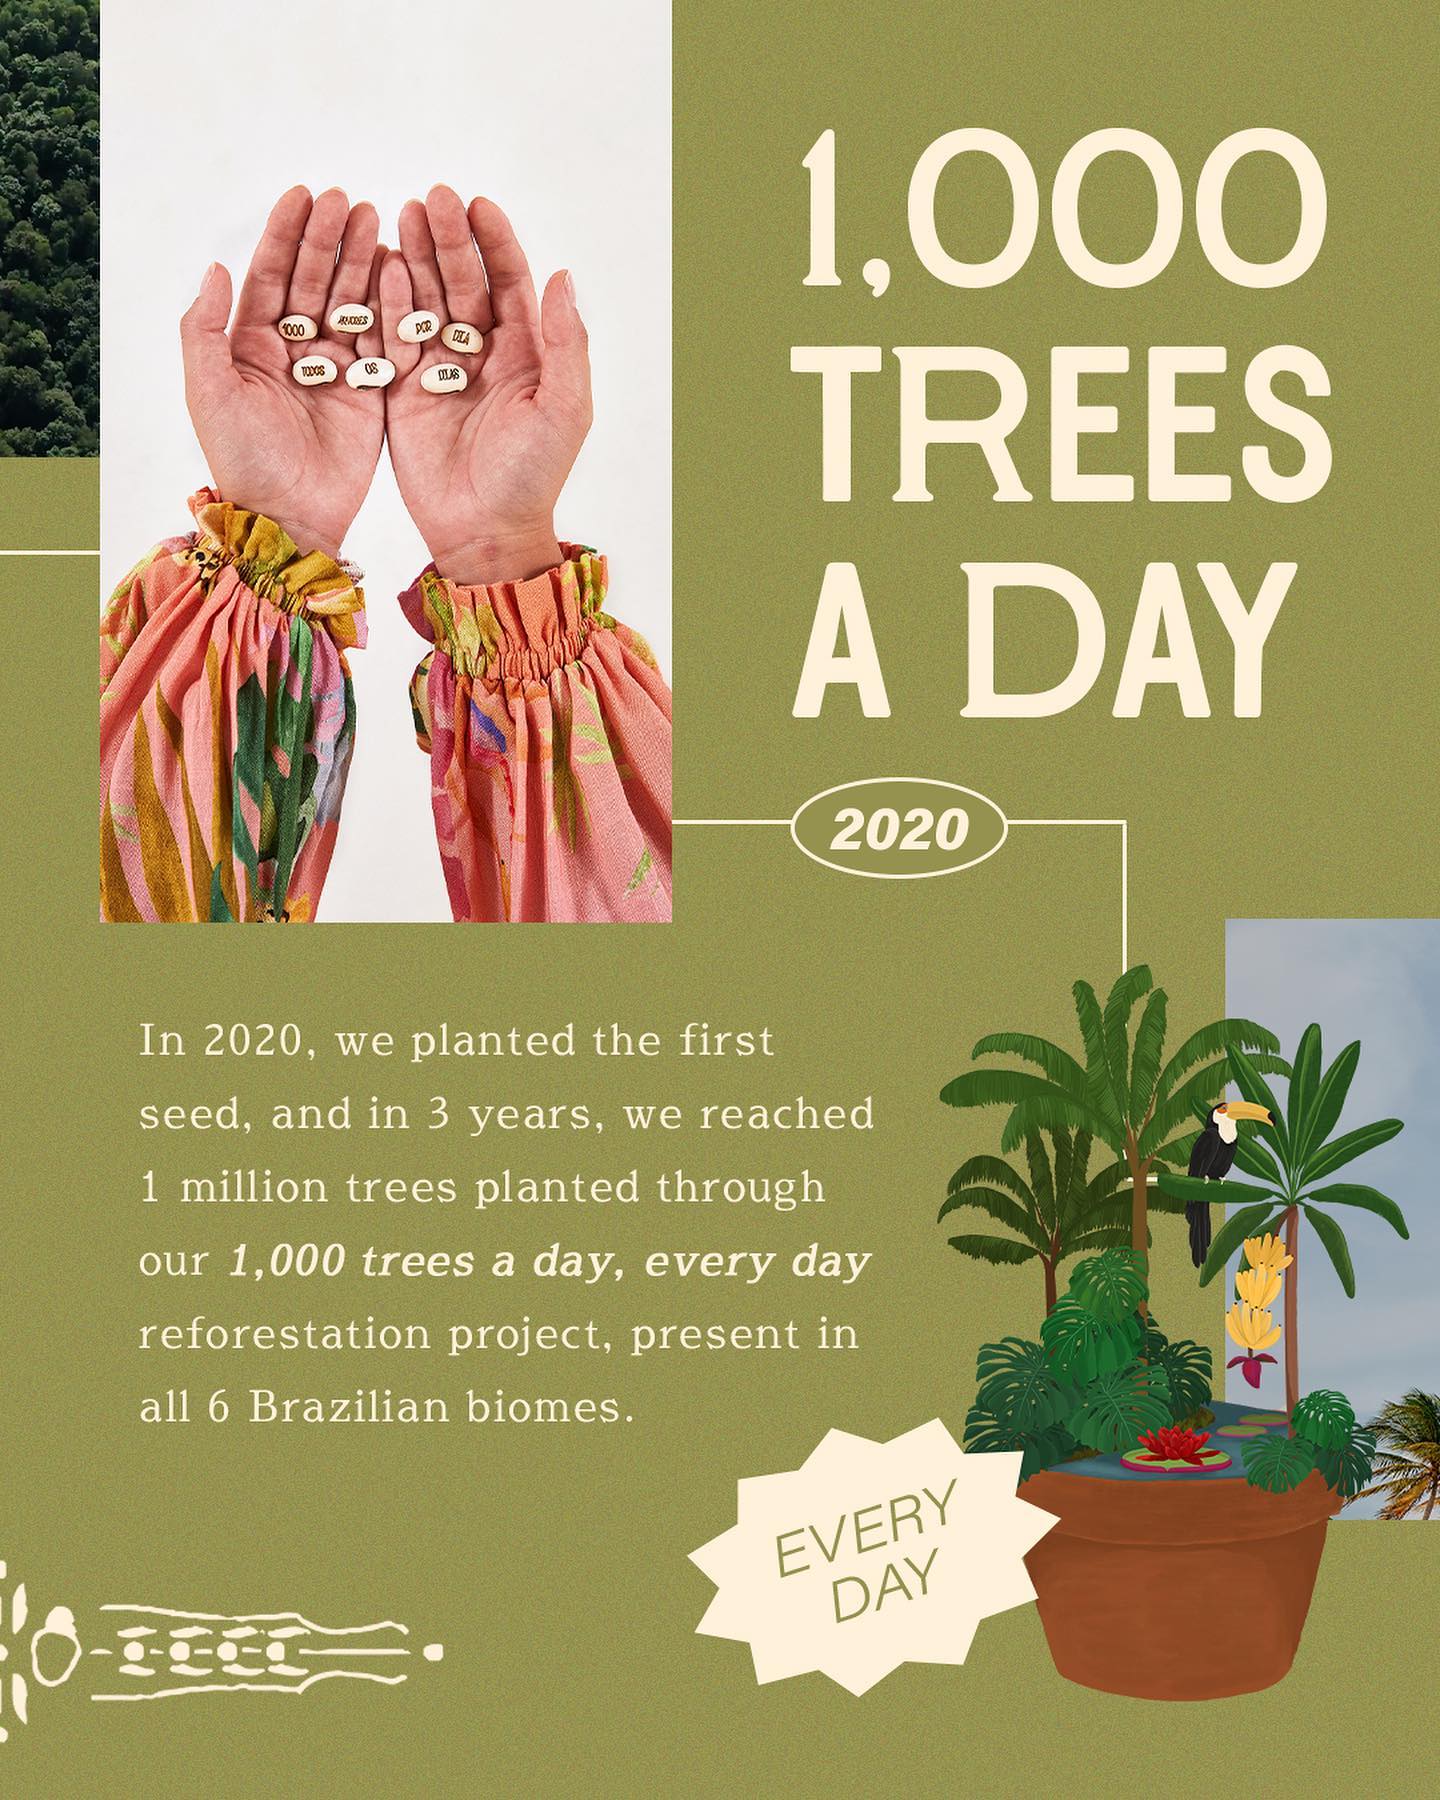 1,000
TREES
A DAY
1000 ARVORES POR DIA
TODOS OS DIAS
2020
In 2020, we planted the first
seed, and in 3 years, we reached
1 million trees planted through
our 1,000 trees a day, every day
reforestation project, present in
all 6 Brazilian biomes.
EVERY
DAY